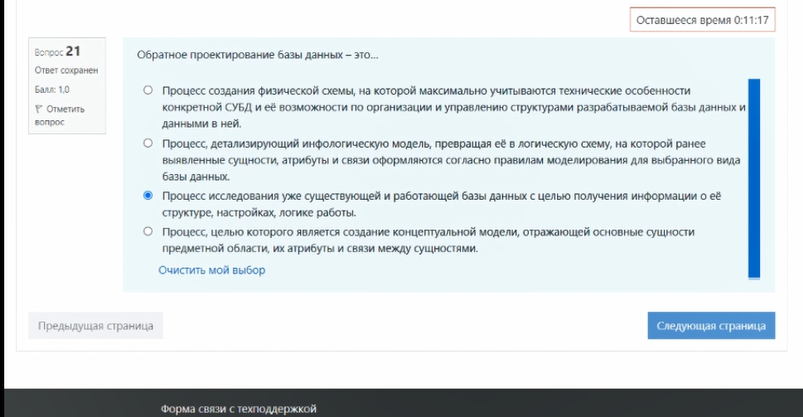 Оставшееся время 0:11:17
Вопрос 21
Ответ сохранен
Балл: 1,0
Отметить
вопрос
Обратное проектирование базы данных – это...
Процесс создания физической схемы, на которой максимально учитываются технические особенности
конкретной СУБД и её возможности по организации и управлению структурами разрабатываемой базы данных и
данными в ней.
Процесс, детализирующий инфологическую модель, превращая её в логическую схему, на которой ранее
выявленные сущности, атрибуты и связи оформляются согласно правилам моделирования для выбранного вида
базы данных.
Процесс исследования уже существующей и работающей базы данных с целью получения информации о её
структуре, настройках, логике работы.
Процесс, целью которого является создание концептуальной модели, отражающей основные сущности
предметной области, их атрибуты и связи между сущностями.
Очистить мой выбор
Предыдущая страница
Следующая страница
Форма связи с техподдержкой